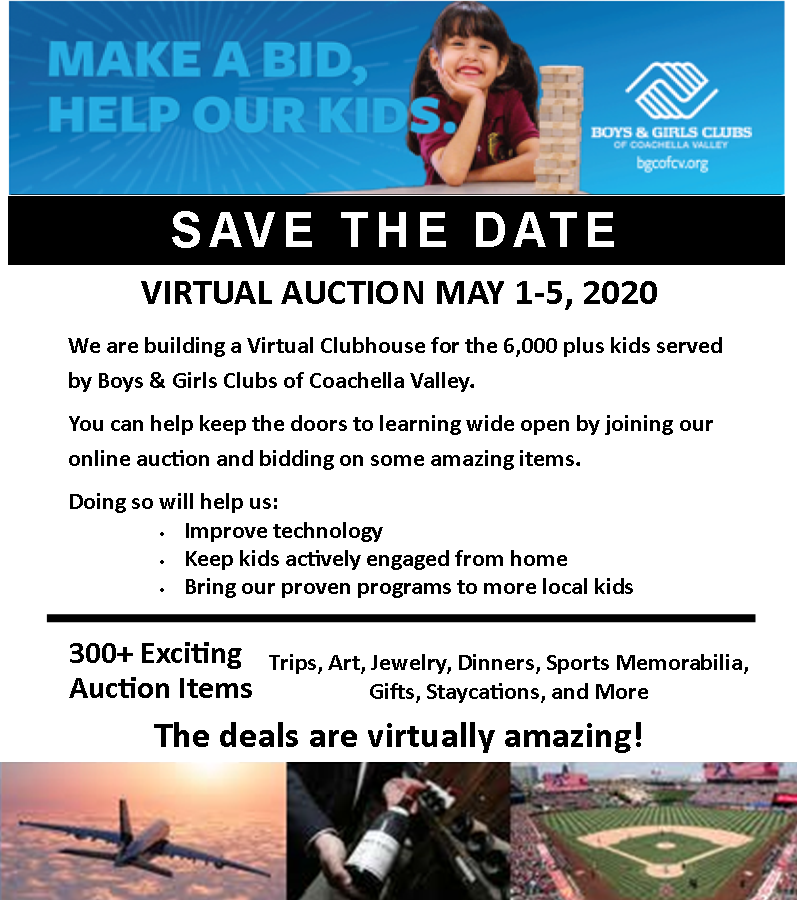 MAKE A BID,
HELP OUR KIDS.
BOYS & GIRLS CLUBS
OF COACHELLA VALLEY
bgcofcv.org
SAVE THE DATE
VIRTUAL AUCTION MAY 1-5, 2020
We are building a Virtual Clubhouse for the 6,000 plus kids served
by Boys & Girls Clubs of Coachella Valley.
You can help keep the doors to learning wide open by joining our
online auction and bidding on some amazing items.
Doing so will help us:
• Improve technology
• Keep kids actively engaged from home
• Bring our proven programs to more local kids
300+ Exciting
Auction Items
Trips, Art, Jewelry, Dinners, Sports Memorabilia,
Gifts, Staycations, and More
The deals are virtually amazing!